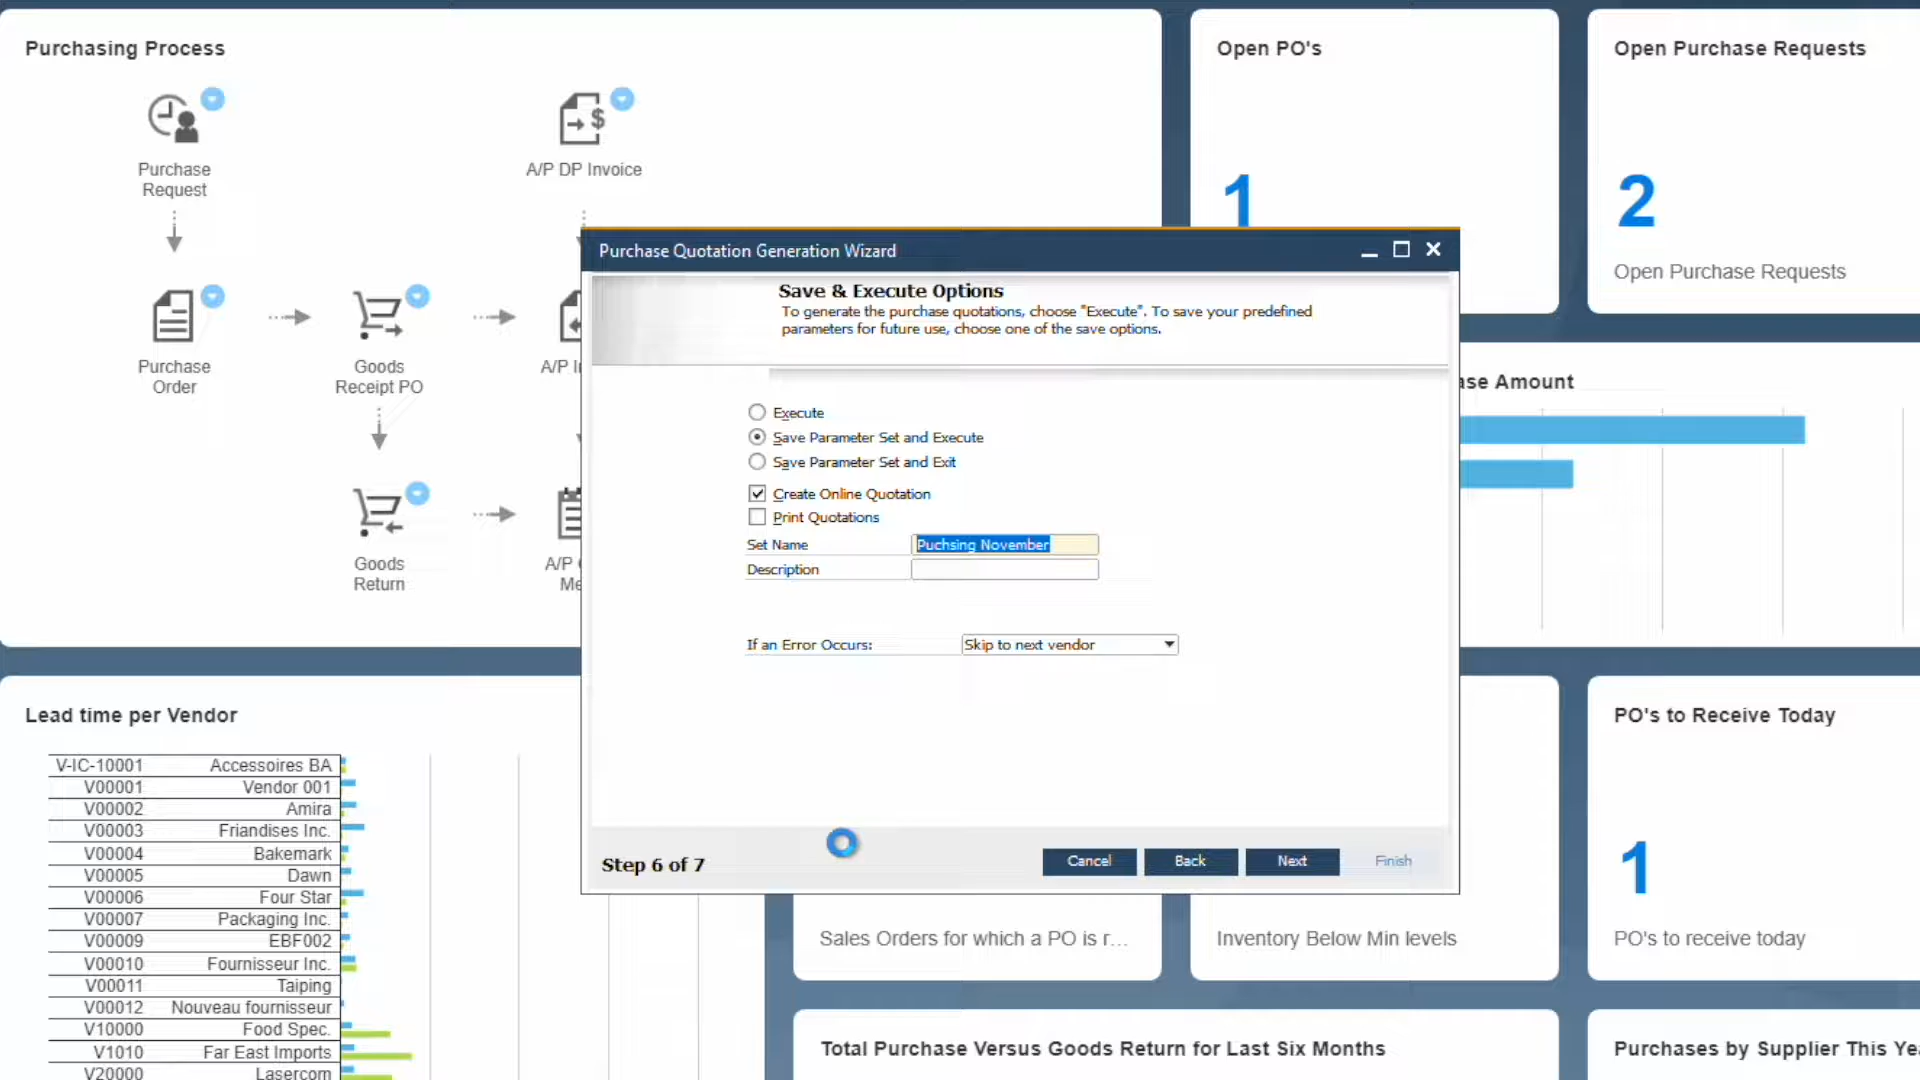 Purchasing Process
Purchase
Request
A/P DP Invoice
Purchase
Order
Goods
Receipt PO
Goods
Return
Open PO's
1
Open Purchase Requests
2
Open Purchase Requests
Purchase Quotation Generation Wizard
Save & Execute Options
To generate the purchase quotations, choose "Execute". To save your predefined
parameters for future use, choose one of the save options.
Execute
Save Parameter Set and Execute
Save Parameter Set and Exit
Create Online Quotation
Print Quotations
Set Name Puchsing November
Description
If an Error Occurs: Skip to next vendor
Step 6 of 7
Cancel Back Next Finish
Amount
Lead time per Vendor
V-IC-10001 Accessoires BA
V00001 Vendor 001
V00002 Amira
V00003 Friandises Inc.
V00004 Bakemark
V00005 Dawn
V00006 Four Star
V00007 Packaging Inc.
V00009 EBF002
V00010 Fournisseur Inc.
V00011 Taiping
V00012 Nouveau fournisseur
V10000 Food Spec.
V1010 Far East Imports
V20000 Lasercom
Sales Orders for which a PO is r...
Inventory Below Min levels
PO's to Receive Today
1
PO's to receive today
Total Purchase Versus Goods Return for Last Six Months
Purchases by Supplier This